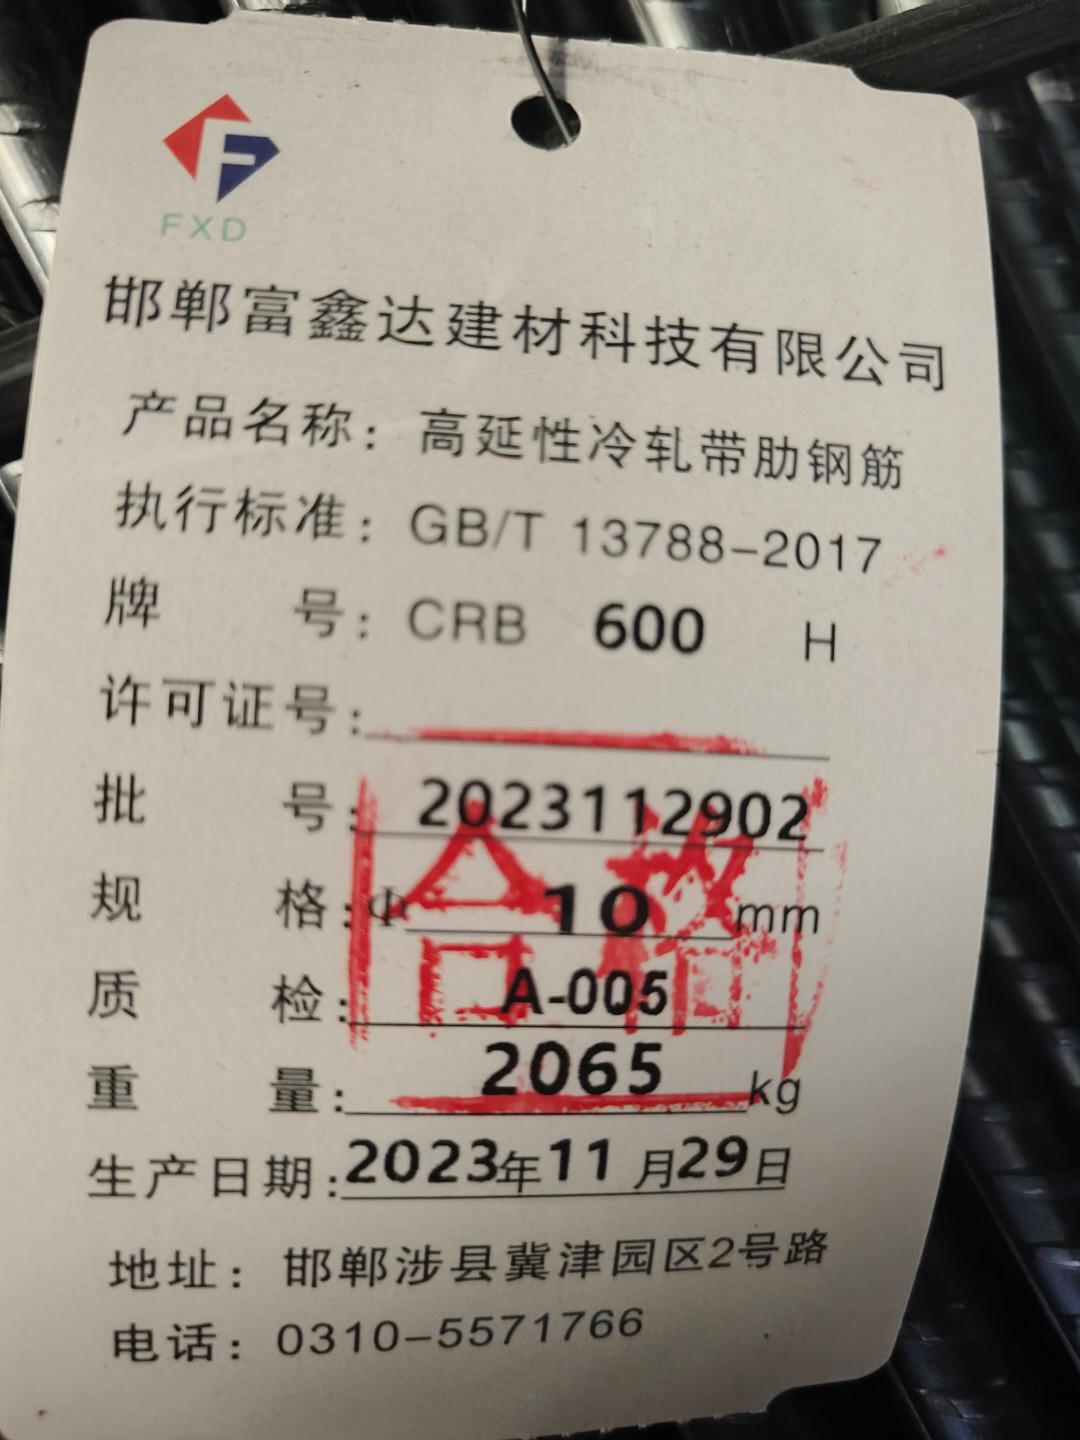 FXD
邯郸富鑫达建材科技有限公司
产品名称：高延性冷轧带肋钢筋
执行标准：GB/T 13788-2017
牌 号：CRB 600 H
许可证号：
批 号：2023112902
规 格：Φ 10 mm
质 检：A-005
重 量：2065 kg
合格
生产日期：2023年11月29日
地址：邯郸涉县冀津园区2号路
电话：0310-5571766